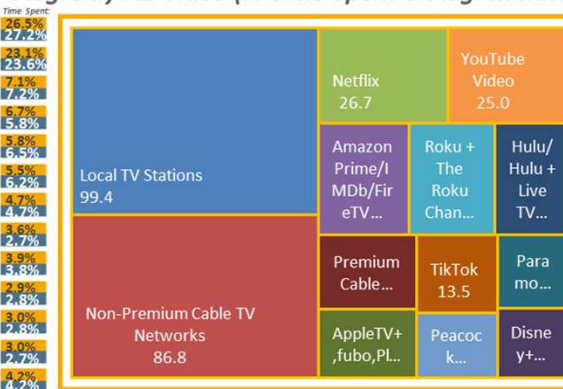 Time Spent:
26.5%
27.2%
23.1%
23.6%
7.1%
7.2%
6.7%
5.8%
5.8%
6.5%
5.5%
6.2%
4.7%
4.7%
3.6%
2.7%
3.9%
3.8%
2.9%
2.8%
3.0%
2.8%
3.0%
2.7%
4.2%
4.2%
Local TV Stations
99.4
Non-Premium Cable TV
Networks
86.8
Netflix
26.7
YouTube
Video
25.0
Amazon
Prime/I
MDb/Fir
eTV...
Roku +
The
Roku
Chan...
Hulu/
Hulu +
Live
TV...
Premium
Cable...
TikTok
13.5
Para
mo...
AppleTV+
,fubo,Pl...
Peacoc
k...
Disne
y+...